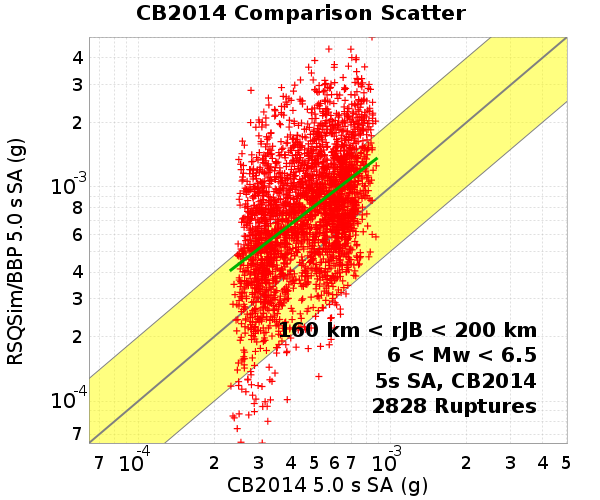 CB2014 Comparison Scatter
RSQSim/BBP 5.0 s SA (g)
4
3
2
10^-3
8
6
4
3
2
10^-4
7
160 km < rJB < 200 km
6 < Mw < 6.5
5s SA, CB2014
2828 Ruptures
7 10^-4 2 3 4 5 6 7 10^-3 2 3 4 5
CB2014 5.0 s SA (g)